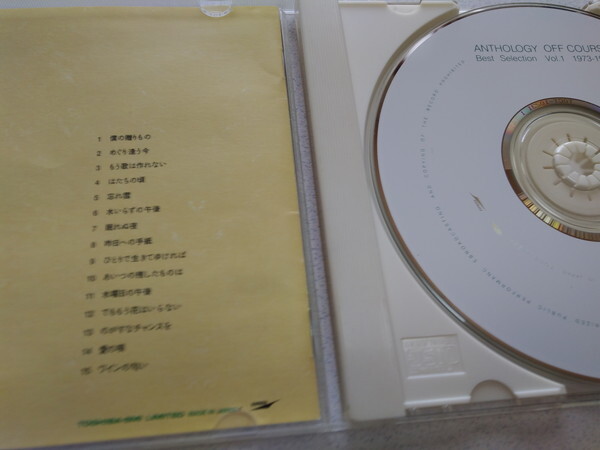 1 僕の贈りもの
2 めぐり逢う今
3 もう歌は作れない
4 はたちの頃
5 忘れ雪
6 水いらずの午後
7 眠れぬ夜
8 昨日への手紙
9 ひとりで生きてゆければ
10 あいつの残したものは
11 水曜日の午後
12 でももう花はいらない
13 のがすなチャンスを
14 愛の唄
15 ワインの匂い
TOSHIBA-EMI LIMITED MADE IN JAPAN
ANTHOLOGY OFF COURS
Best Selection Vol.1 1973-19